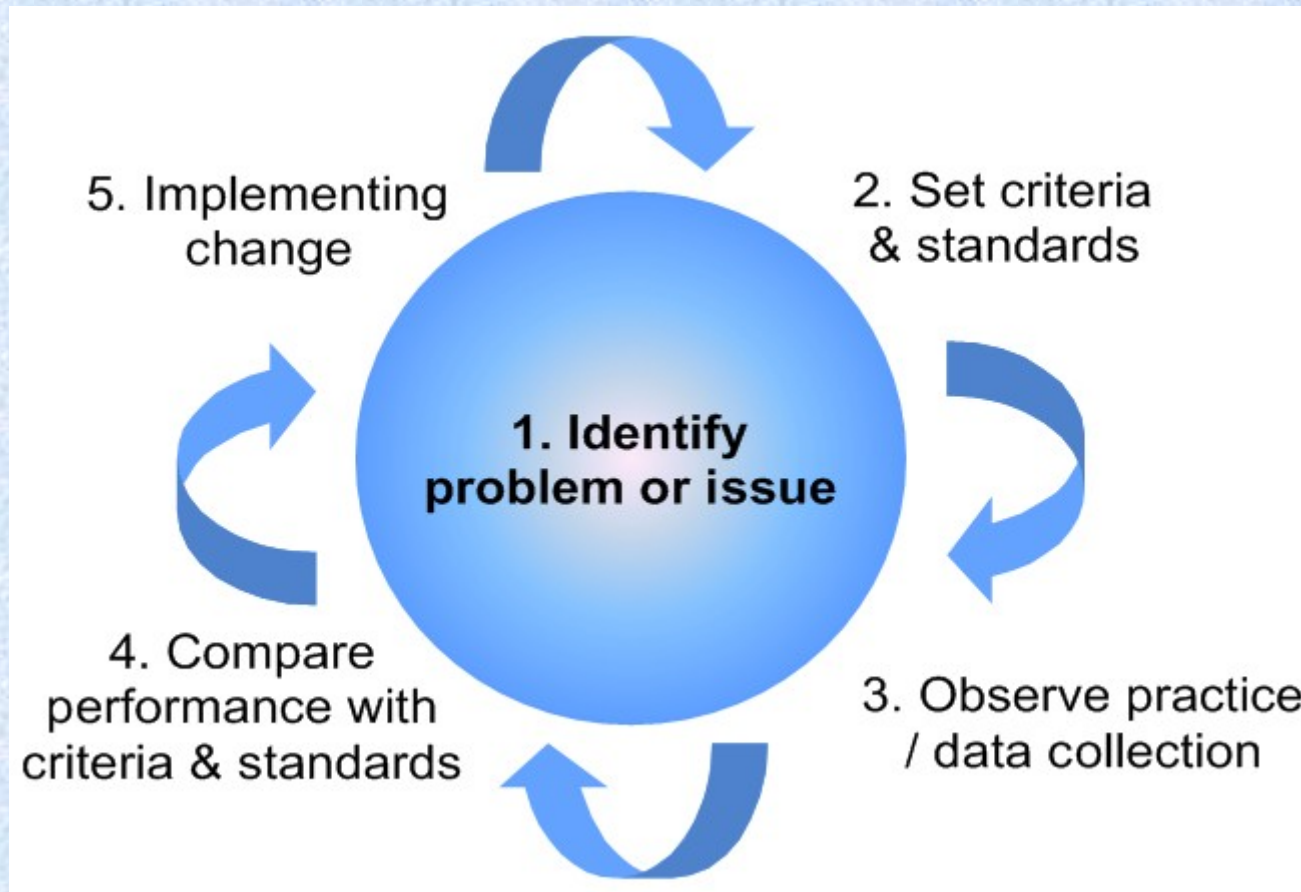 1. Identify
problem or issue
2. Set criteria
& standards
3. Observe practice
/ data collection
4. Compare
performance with
criteria & standards
5. Implementing
change